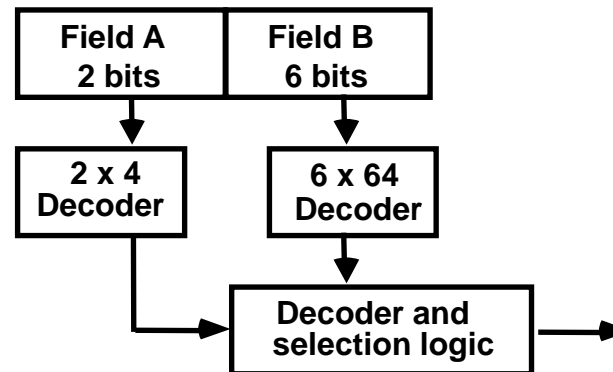 Field A
2 bits
Field B
6 bits
2 x 4
Decoder
6 x 64
Decoder
Decoder and
selection logic